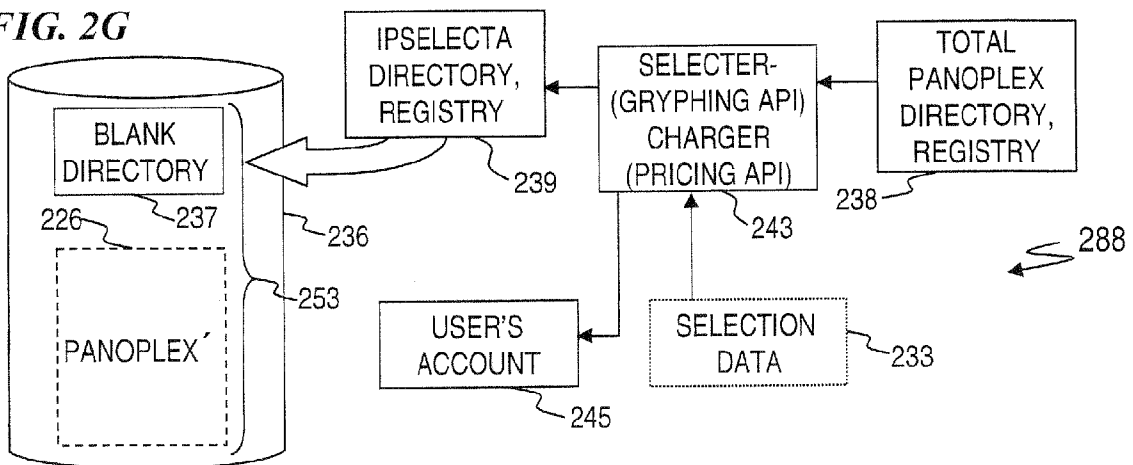 FIG. 2G
BLANK
DIRECTORY
226
237
236
253
PANOPLEX´
IPSELECTA
DIRECTORY,
REGISTRY
239
SELECTER-
(GRYPHING API)
CHARGER
(PRICING API)
243
TOTAL
PANOPLEX
DIRECTORY,
REGISTRY
238
288
USER'S
ACCOUNT
245
SELECTION
DATA
233